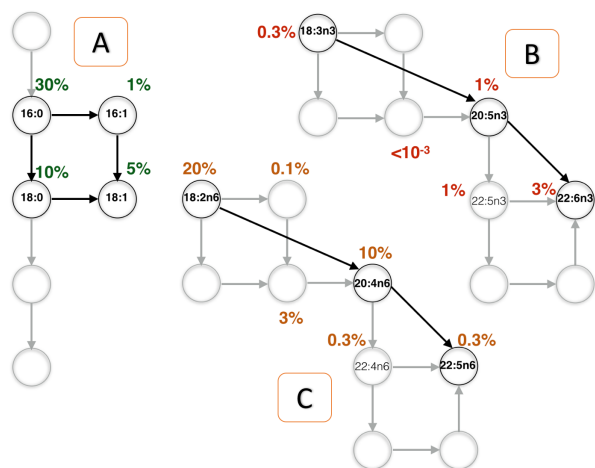 A
30%
1%
16:0
16:1
10%
5%
18:0
18:1
0.3%
18:3n3
B
1%
20:5n3
<10-3
1%
3%
22:5n3
22:6n3
20%
0.1%
18:2n6
10%
20:4n6
3%
0.3%
0.3%
22:4n6
22:5n6
C